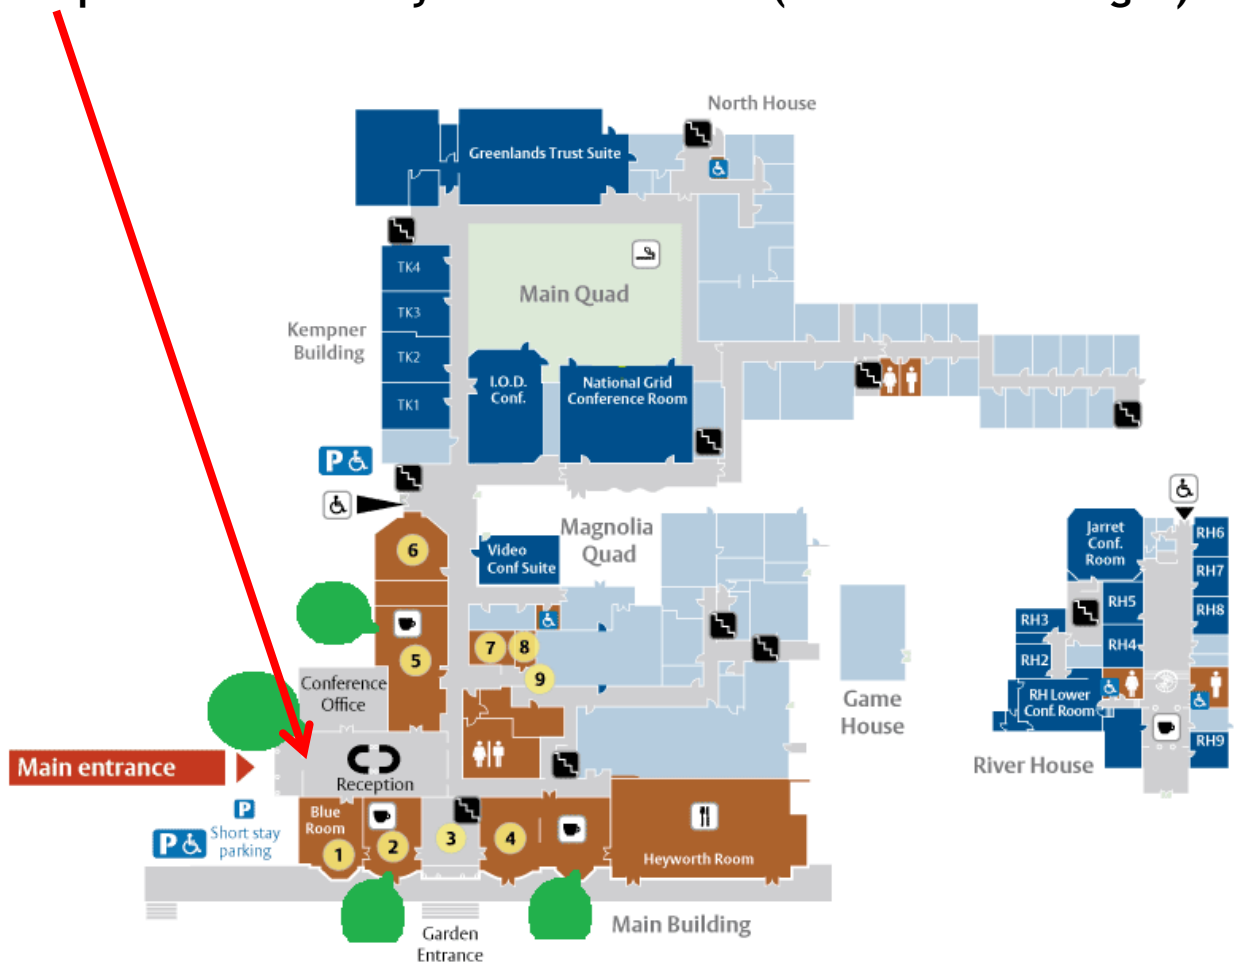 North House
Greenlands Trust Suite
TK4
Main Quad
TK3
Kempner
Building
TK2
I.O.D.
Conf.
National Grid
Conference Room
TK1
P
Magnolia
Quad
6
Video
Conf Suite
Jarret
Conf.
Room
RH6
RH7
RH5
RH8
RH3
RH4
RH2
7
8
5
9
Conference
Office
Game
House
RH Lower
Conf. Room
RH9
River House
Main entrance
Reception
P
Short stay
parking
P
Blue
Room
1
2
3
4
Heyworth Room
Main Building
Garden
Entrance